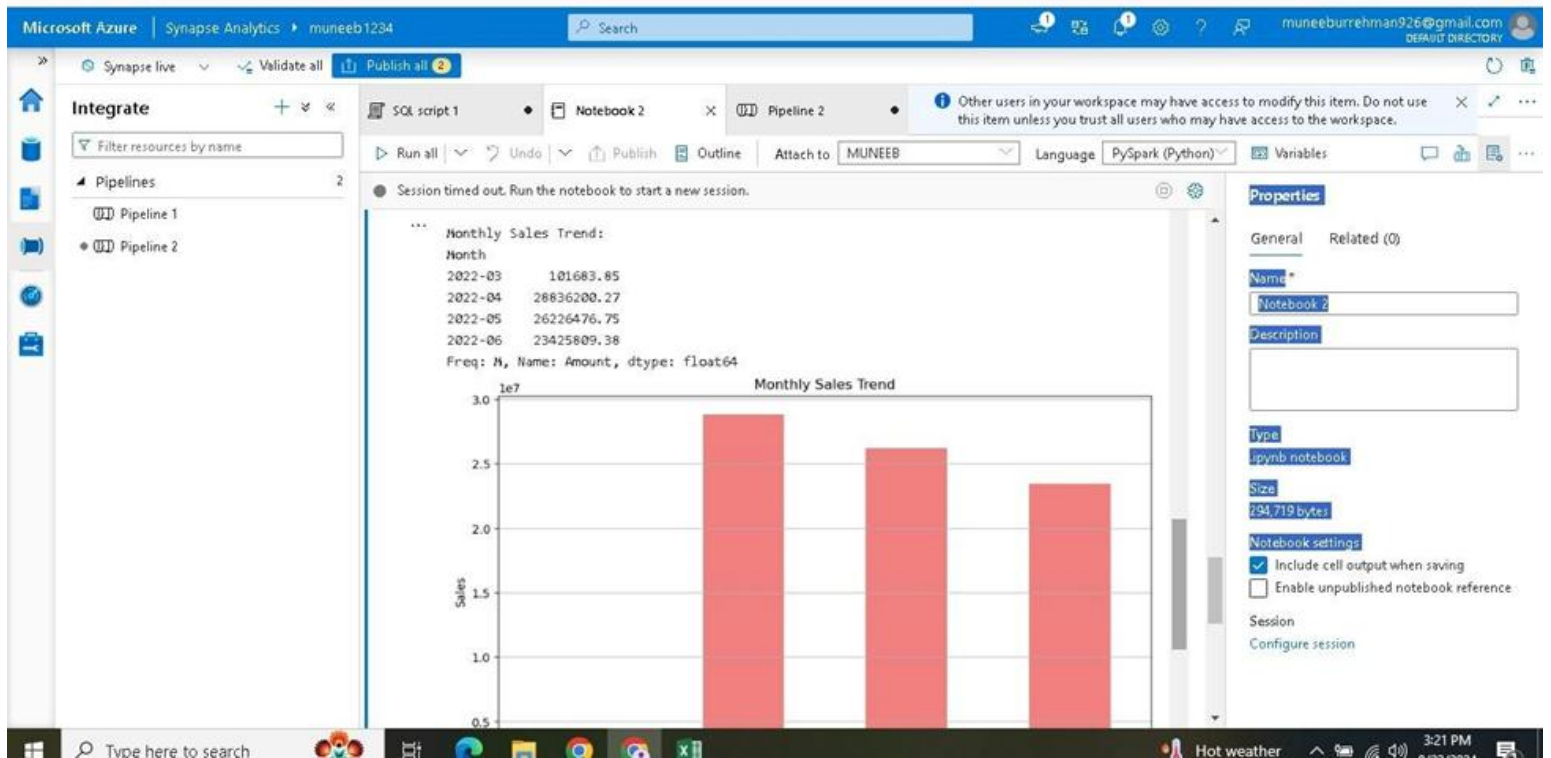 Microsoft Azure | Synapse Analytics ▸ muneeb1234
Search
1
1
muneeburrehman926@gmail.com
DEFAULT DIRECTORY
Synapse live
Validate all
Publish all 2
Integrate
Filter resources by name
Pipelines 2
Pipeline 1
Pipeline 2
SQL script 1
Notebook 2
Pipeline 2
Other users in your workspace may have access to modify this item. Do not use
this item unless you trust all users who may have access to the workspace.
Run all
Undo
Publish
Outline
Attach to MUNEEB
Language PySpark (Python)
Variables
Session timed out. Run the notebook to start a new session.
Monthly Sales Trend:
Month
2022-03 101683.85
2022-04 28836200.27
2022-05 26226476.75
2022-06 23425809.38
Freq: M, Name: Amount, dtype: float64
1e7
Monthly Sales Trend
3.0
2.5
2.0
1.5
1.0
0.5
Sales
Properties
General Related (0)
Name *
Notebook 2
Description
Type
.ipynb notebook
Size
294,719 bytes
Notebook settings
Include cell output when saving
Enable unpublished notebook reference
Session
Configure session
Type here to search
Hot weather
3:21 PM